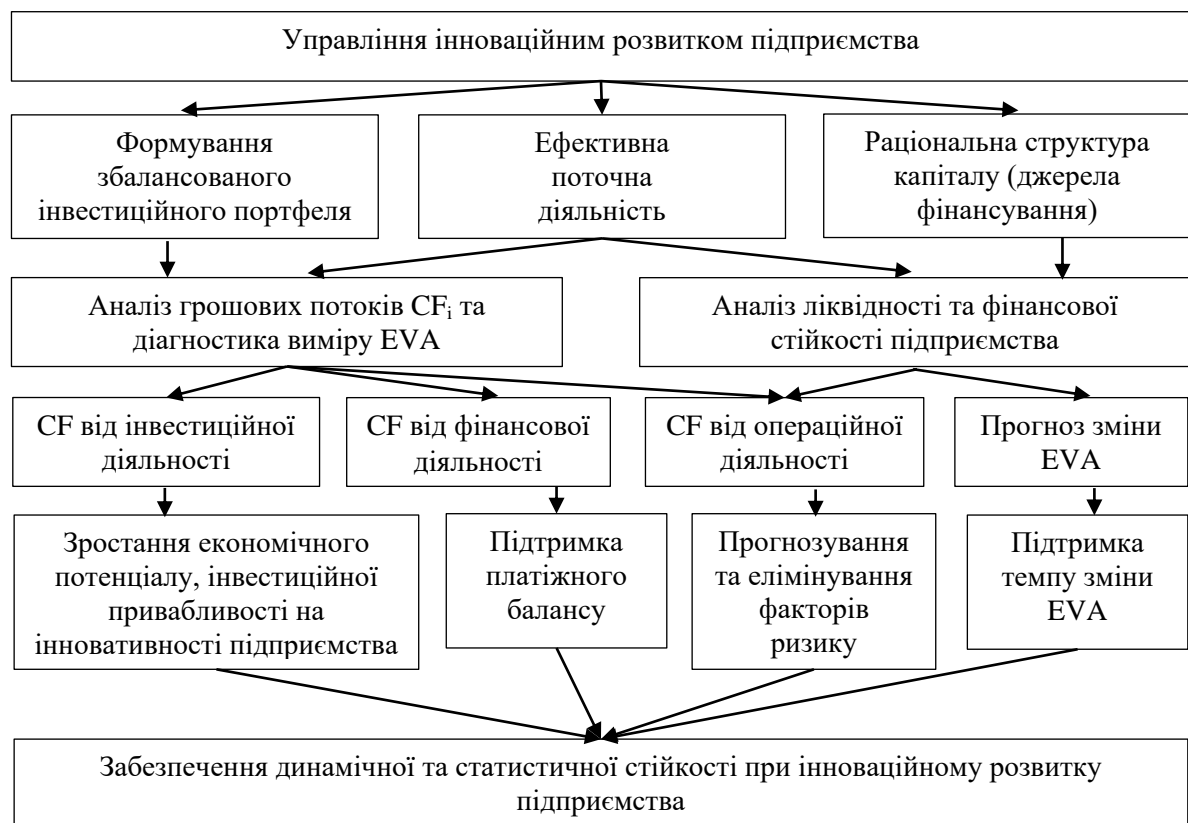 Управління інноваційним розвитком підприємства
Формування
збалансованого
інвестиційного портфеля
Ефективна
поточна
діяльність
Раціональна структура
капіталу (джерела
фінансування)
Аналіз грошових потоків CFᵢ та
діагностика виміру EVA
Аналіз ліквідності та фінансової
стійкості підприємства
CF від інвестиційної
діяльності
CF від фінансової
діяльності
CF від операційної
діяльності
Прогноз зміни
EVA
Зростання економічного
потенціалу, інвестиційної
привабливості на
інновативності підприємства
Підтримка
платіжного
балансу
Прогнозування
та елімінування
факторів
ризику
Підтримка
темпу зміни
EVA
Забезпечення динамічної та статистичної стійкості при інноваційному розвитку
підприємства